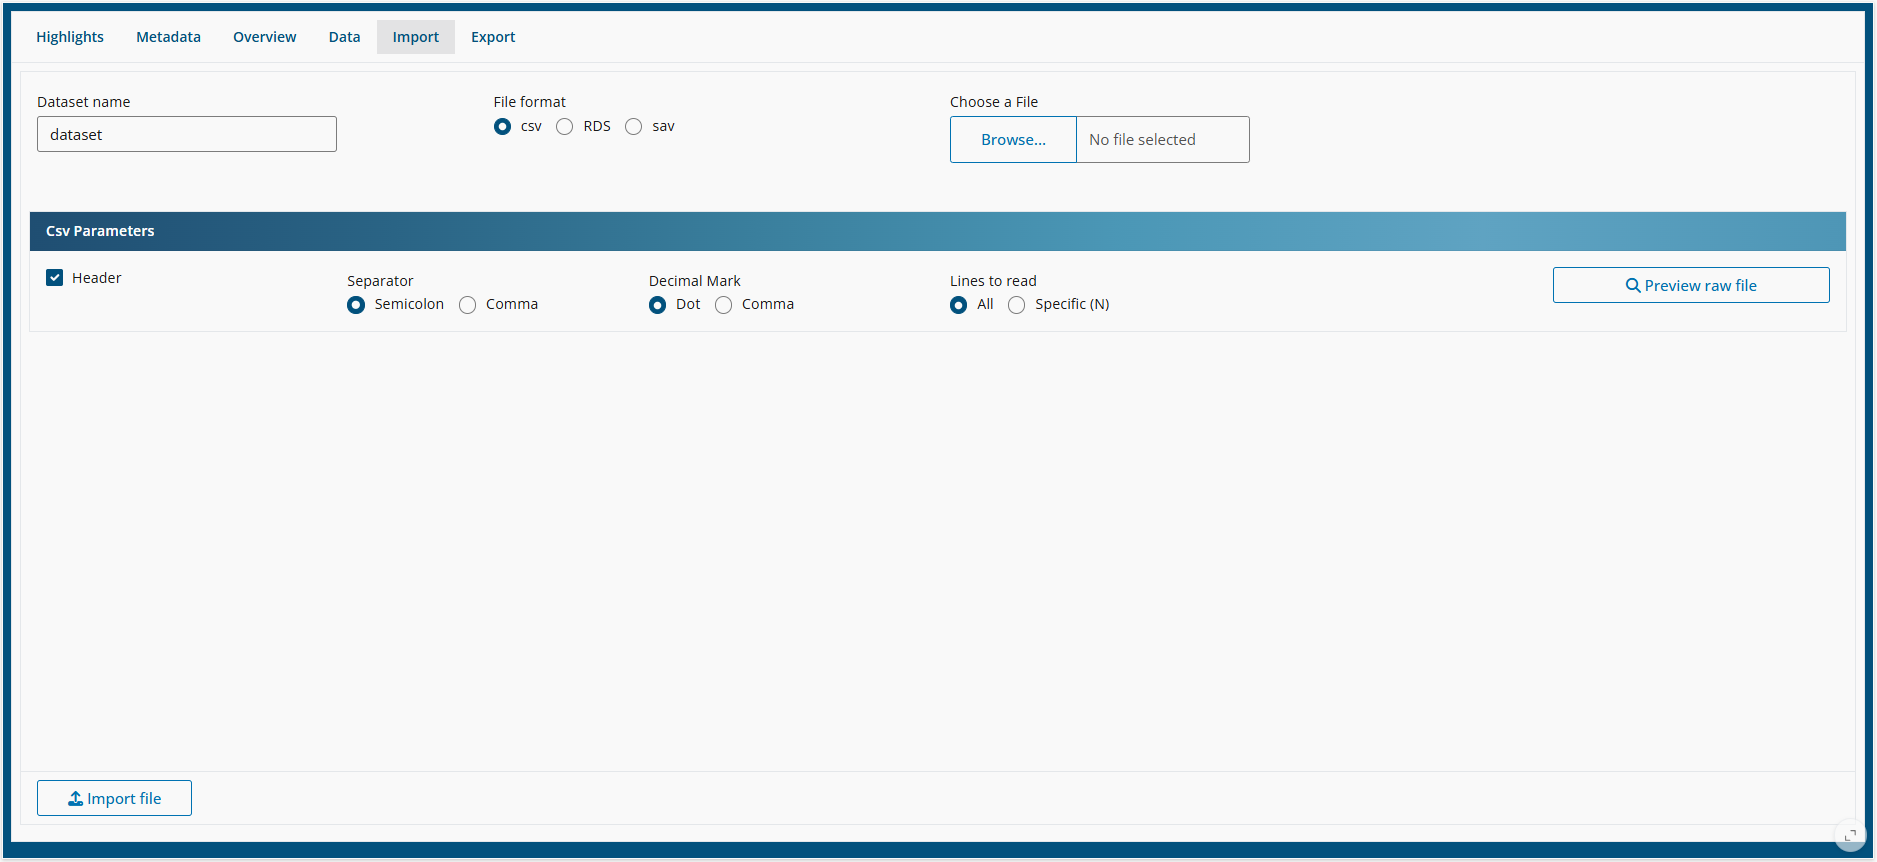 Highlights Metadata Overview Data Import Export
Dataset name File format Choose a File
dataset csv RDS sav Browse... No file selected
Csv Parameters
Header Separator Decimal Mark Lines to read Preview raw file
Semicolon Comma Dot Comma All Specific (N)
Import file